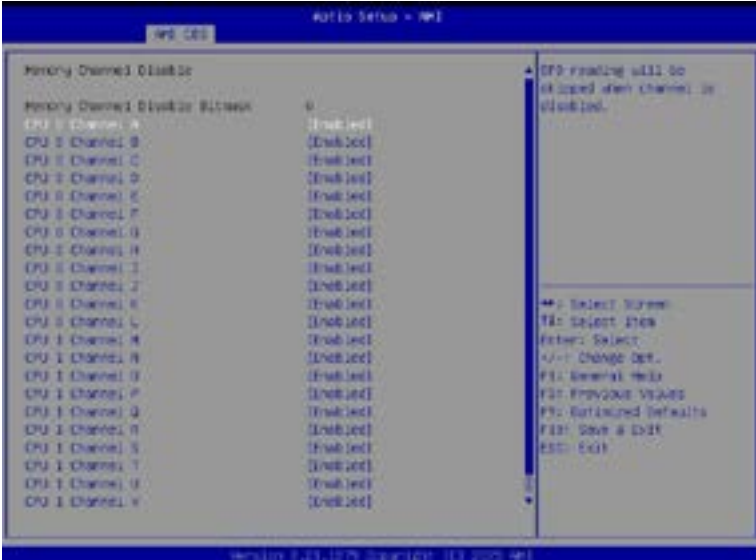 Aptio Setup - AMI
AMI CBS
Memory Channel Disable
Memory Channel Disable Bitmask 0
CPU 0 Channel A [Enabled]
CPU 0 Channel B [Enabled]
CPU 0 Channel C [Enabled]
CPU 0 Channel D [Enabled]
CPU 0 Channel E [Enabled]
CPU 0 Channel F [Enabled]
CPU 0 Channel G [Enabled]
CPU 0 Channel H [Enabled]
CPU 0 Channel I [Enabled]
CPU 0 Channel J [Enabled]
CPU 0 Channel K [Enabled]
CPU 0 Channel L [Enabled]
CPU 1 Channel M [Enabled]
CPU 1 Channel N [Enabled]
CPU 1 Channel O [Enabled]
CPU 1 Channel P [Enabled]
CPU 1 Channel Q [Enabled]
CPU 1 Channel R [Enabled]
CPU 1 Channel S [Enabled]
CPU 1 Channel T [Enabled]
CPU 1 Channel U [Enabled]
CPU 1 Channel V [Enabled]
reading will be
skipped when channel is
disabled.
: Select Screen
: Select Item
Enter: Select
+/-: Change Opt.
F1: General Help
Previous Values
Optimized Defaults
Save & Exit
ESC: Exit
Version Copyright (C) AMI